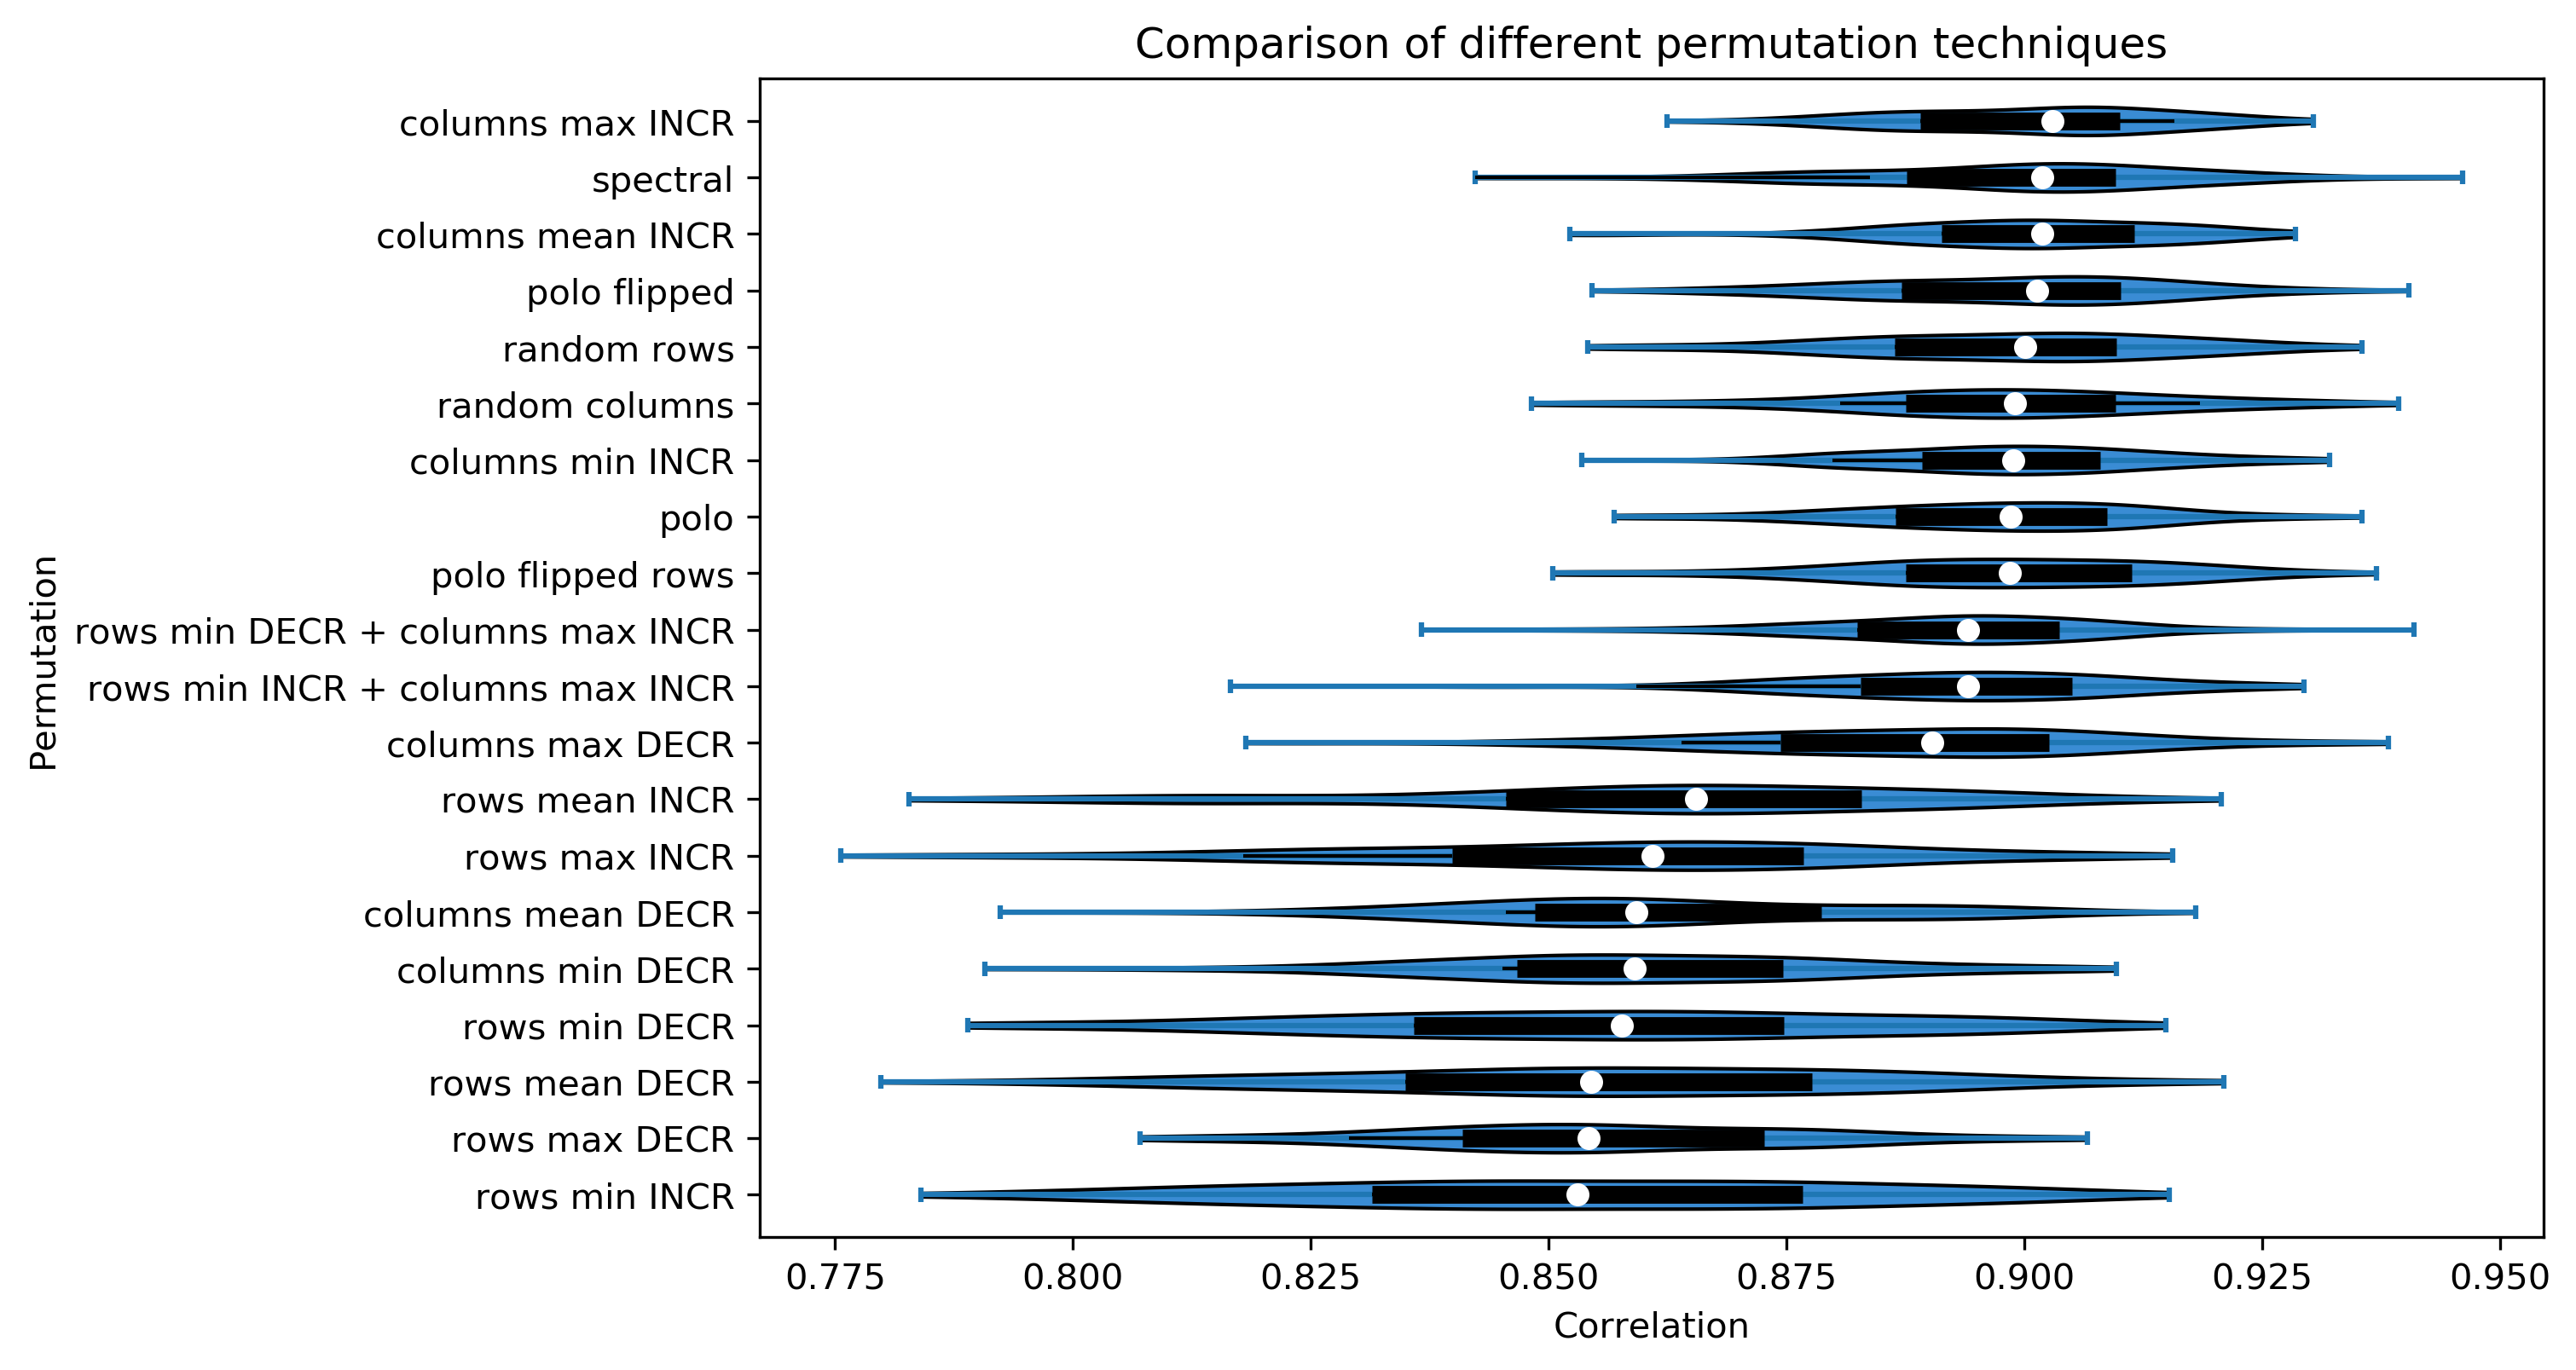 Comparison of different permutation techniques
columns max INCR
spectral
columns mean INCR
polo flipped
random rows
random columns
columns min INCR
polo
polo flipped rows
rows min DECR + columns max INCR
rows min INCR + columns max INCR
columns max DECR
rows mean INCR
rows max INCR
columns mean DECR
columns min DECR
rows min DECR
rows mean DECR
rows max DECR
rows min INCR
Permutation
0.775 0.800 0.825 0.850 0.875 0.900 0.925 0.950
Correlation